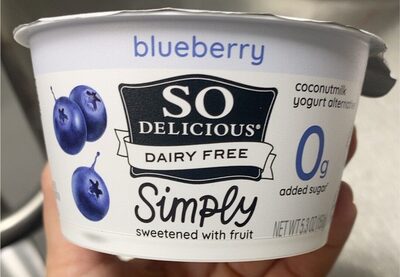 blueberry
SO
DELICIOUS®
DAIRY FREE
Simply
sweetened with fruit
coconutmilk
yogurt alternative
0g
added sugar
NET WT 5.3 OZ (150g)